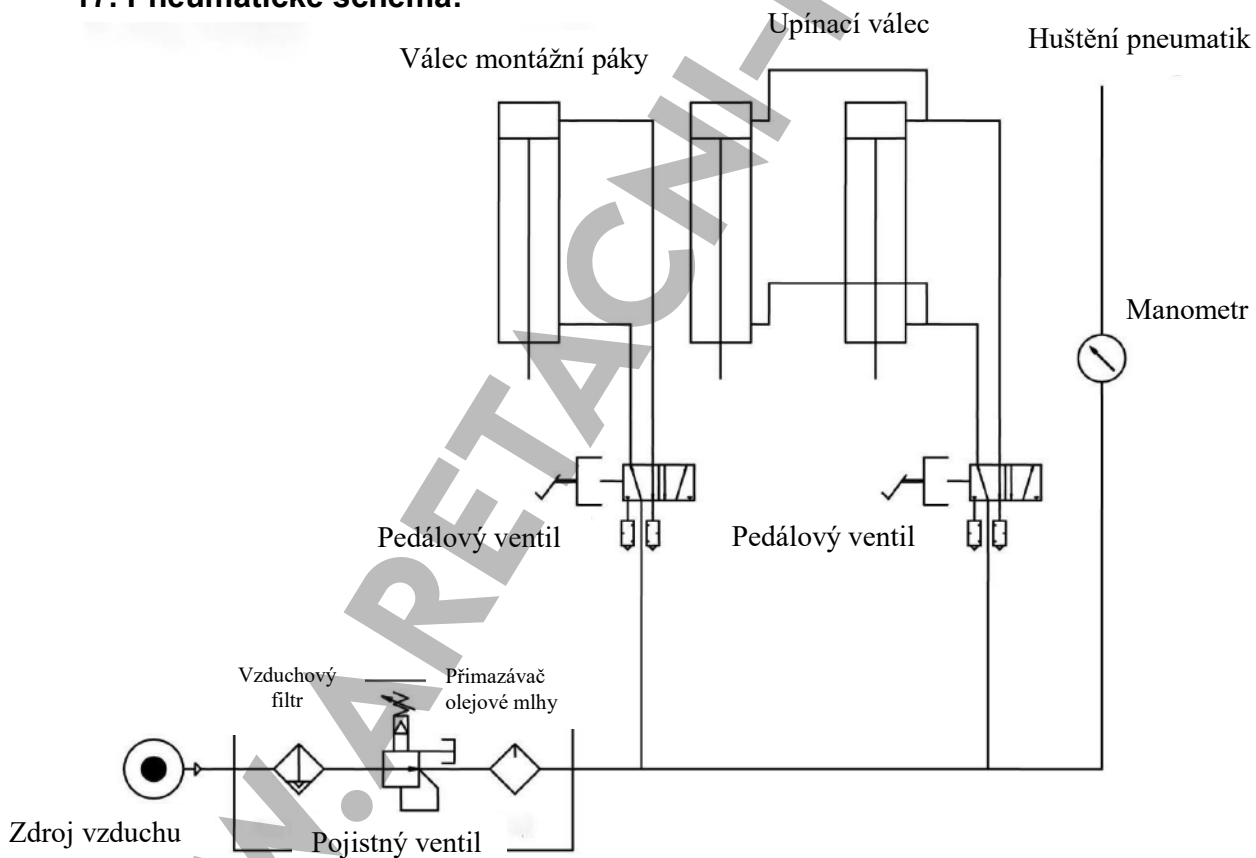 17. Pneumatické schéma:
Upínací válec
Huštění pneumatik
Válec montážní páky
Manometr
Pedálový ventil
Pedálový ventil
Vzduchový
filtr
Přimazávač
olejové mlhy
Zdroj vzduchu
Pojistný ventil
W.ARETACNI-